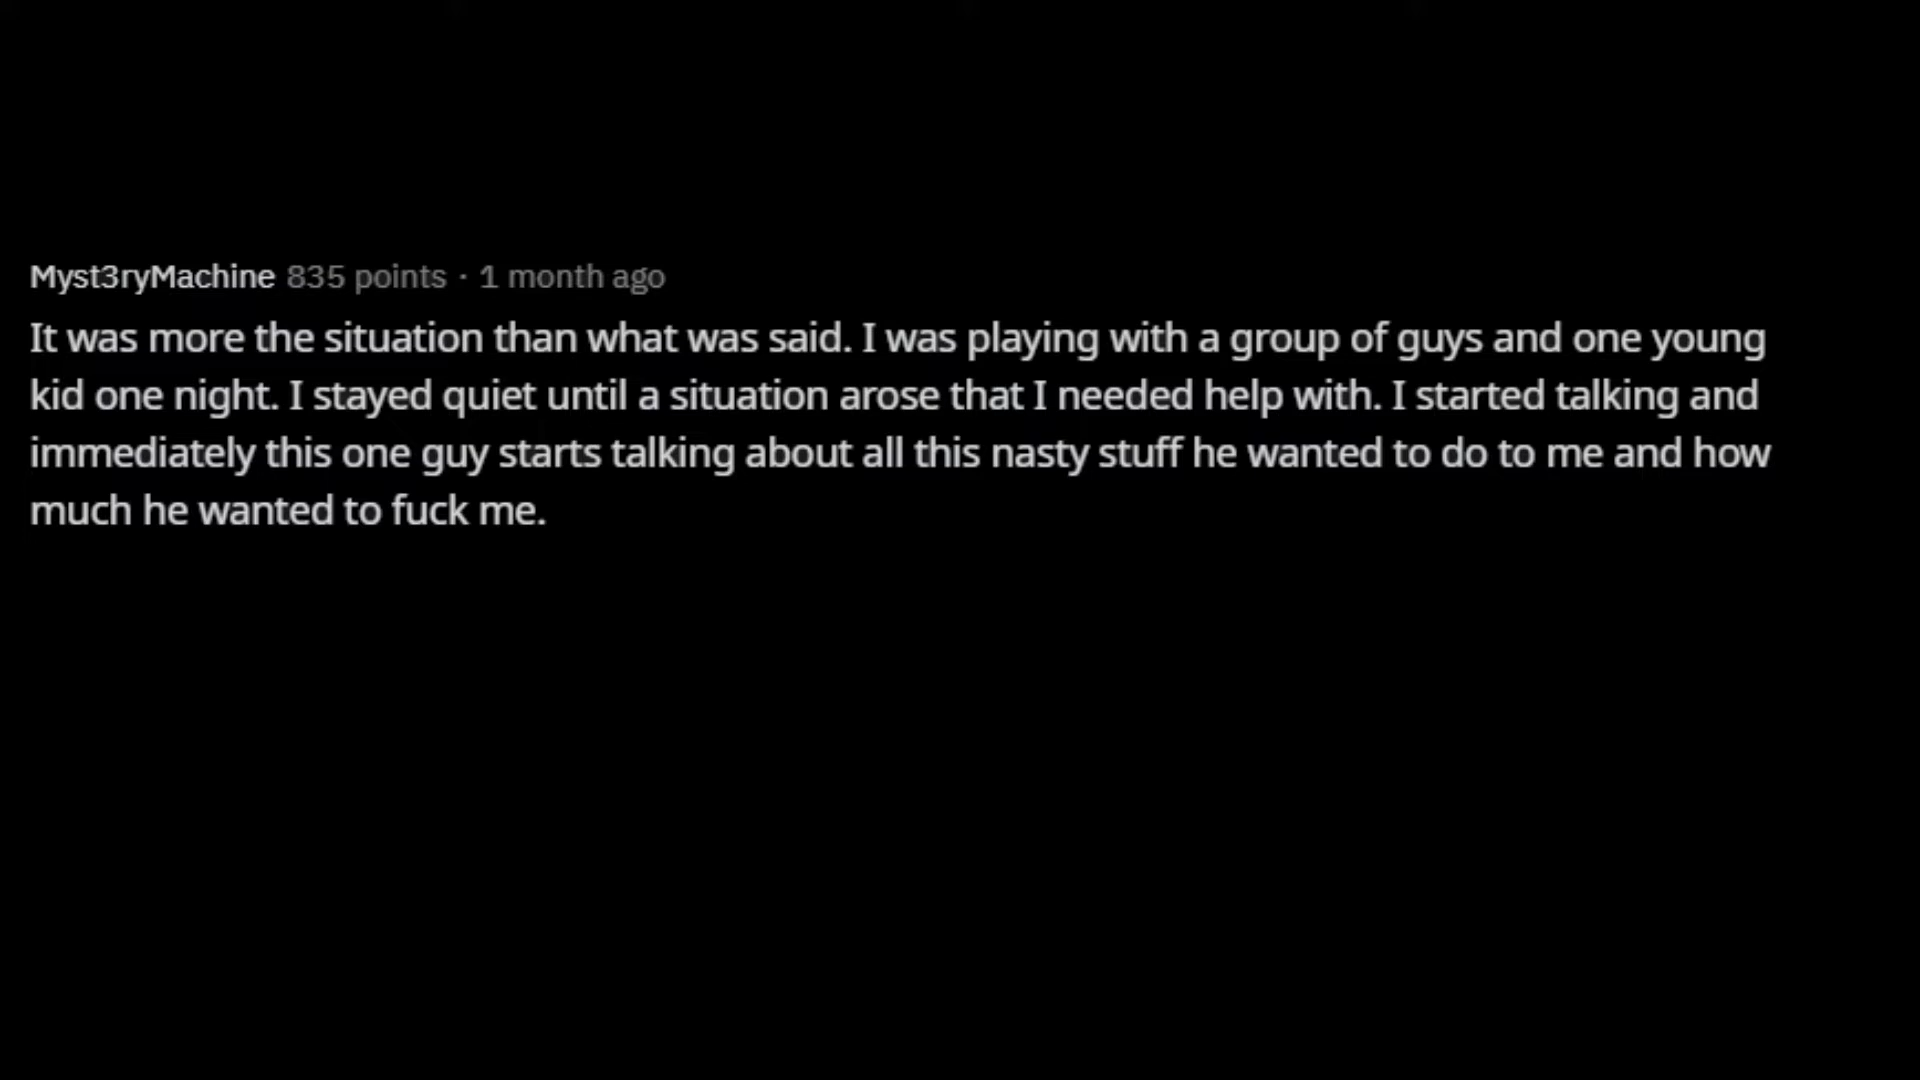 Myst3ryMachine 835 points · 1 month ago
It was more the situation than what was said. I was playing with a group of guys and one young
kid one night. I stayed quiet until a situation arose that I needed help with. I started talking and
immediately this one guy starts talking about all this nasty stuff he wanted to do to me and how
much he wanted to fuck me.